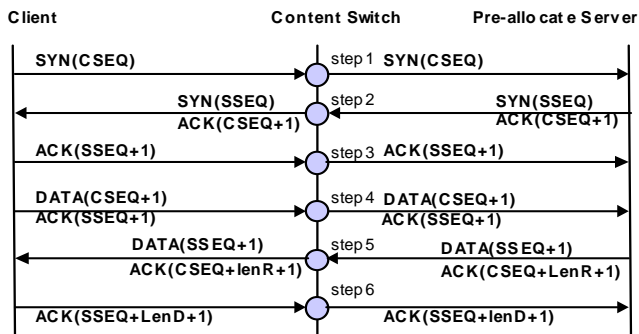 Client Content Switch Pre-allocate Server
SYN(CSEQ) step 1 SYN(CSEQ)
SYN(SSEQ) step 2 SYN(SSEQ)
ACK(CSEQ+1) ACK(CSEQ+1)
ACK(SSEQ+1) step 3 ACK(SSEQ+1)
DATA(CSEQ+1) step 4 DATA(CSEQ+1)
ACK(SSEQ+1) ACK(SSEQ+1)
DATA(SSEQ+1) step 5 DATA(SSEQ+1)
ACK(CSEQ+lenR+1) ACK(CSEQ+LenR+1)
step 6
ACK(SSEQ+LenD+1) ACK(SSEQ+lenD+1)